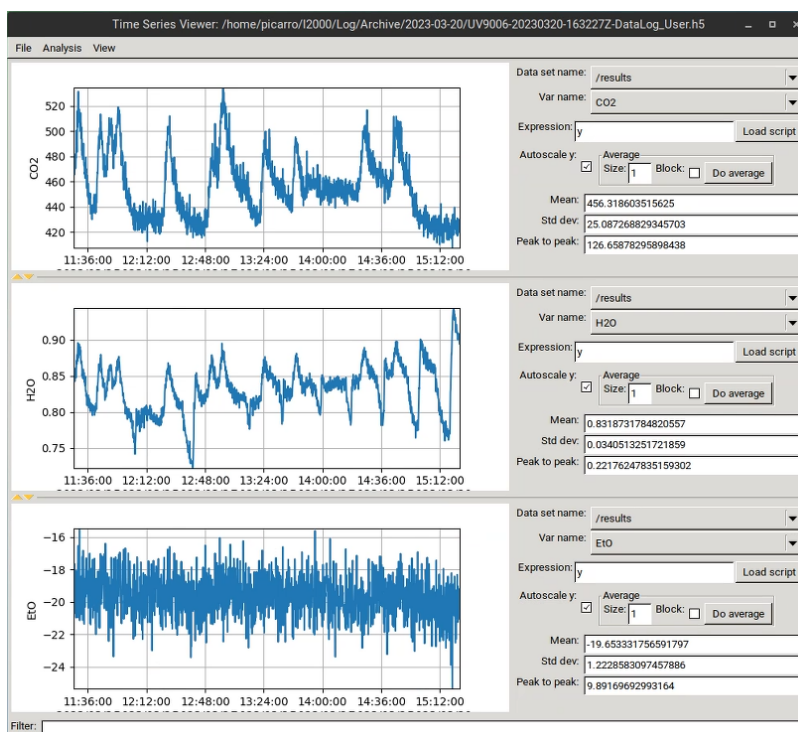 Time Series Viewer: /home/picarro/I2000/Log/Archive/2023-03-20/UV9006-20230320-163227Z-DataLog_User.h5
File Analysis View
520
500
480
460
440
420
CO2
11:36:00 12:12:00 12:48:00 13:24:00 14:00:00 14:36:00 15:12:00
Data set name: /results
Var name: CO2
Expression: y Load script
Autoscale y: Average
Size: 1 Block: Do average
Mean: 456.318603515625
Std dev: 25.087268829345703
Peak to peak: 126.65878295898438
0.90
0.85
0.80
0.75
H2O
11:36:00 12:12:00 12:48:00 13:24:00 14:00:00 14:36:00 15:12:00
Data set name: /results
Var name: H2O
Expression: y Load script
Autoscale y: Average
Size: 1 Block: Do average
Mean: 0.8318731784820557
Std dev: 0.0340513251721859
Peak to peak: 0.22176247835159302
−16
−18
−20
−22
−24
EtO
11:36:00 12:12:00 12:48:00 13:24:00 14:00:00 14:36:00 15:12:00
Data set name: /results
Var name: EtO
Expression: y Load script
Autoscale y: Average
Size: 1 Block: Do average
Mean: -19.653331756591797
Std dev: 1.2228583097457886
Peak to peak: 9.89169692993164
Filter: